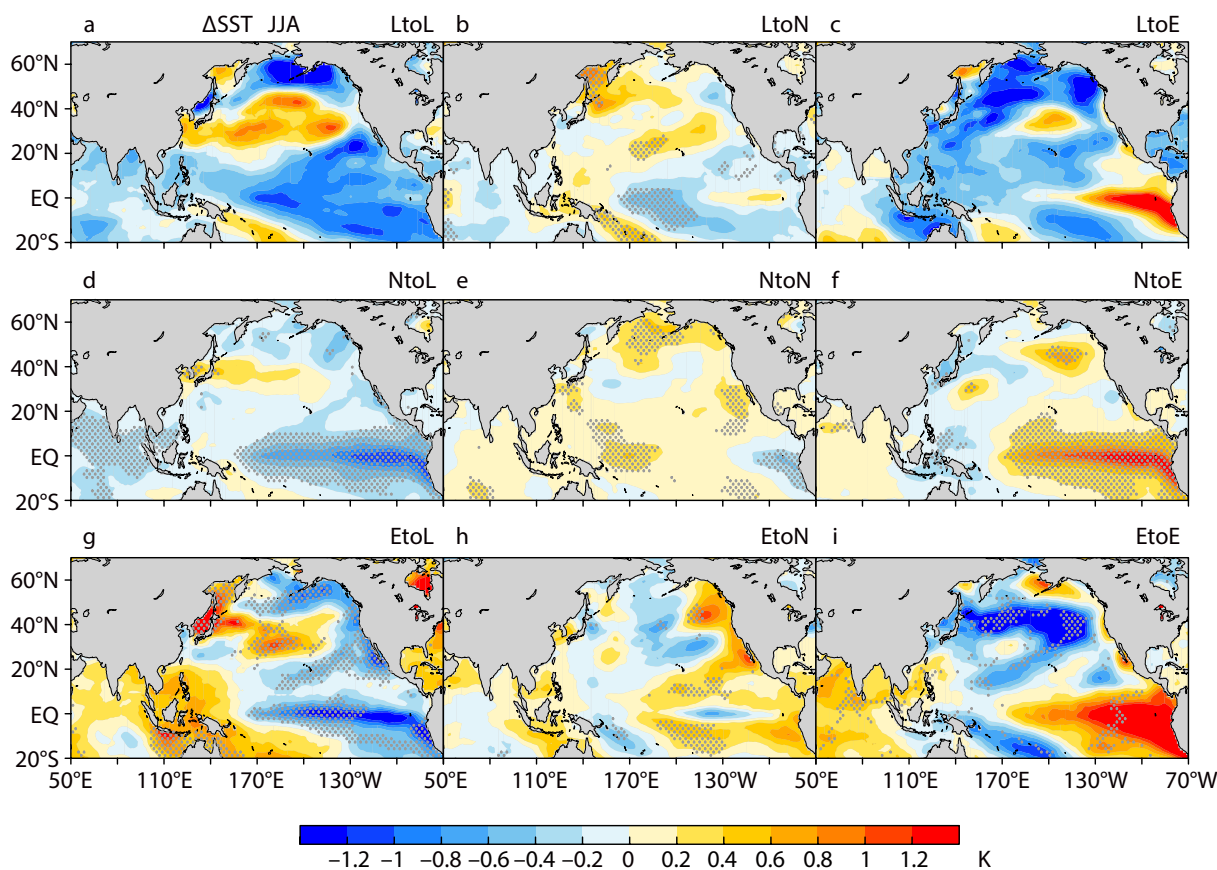 a ΔSST JJA LtoL b LtoN c LtoE
60°N
40°N
20°N
EQ
20°S
d NtoL e NtoN f NtoE
60°N
40°N
20°N
EQ
20°S
g EtoL h EtoN i EtoE
60°N
40°N
20°N
EQ
20°S
50°E 110°E 170°E 130°W 50°E 110°E 170°E 130°W 50°E 110°E 170°E 130°W 70°W
−1.2 −1 −0.8 −0.6 −0.4 −0.2 0 0.2 0.4 0.6 0.8 1 1.2 K